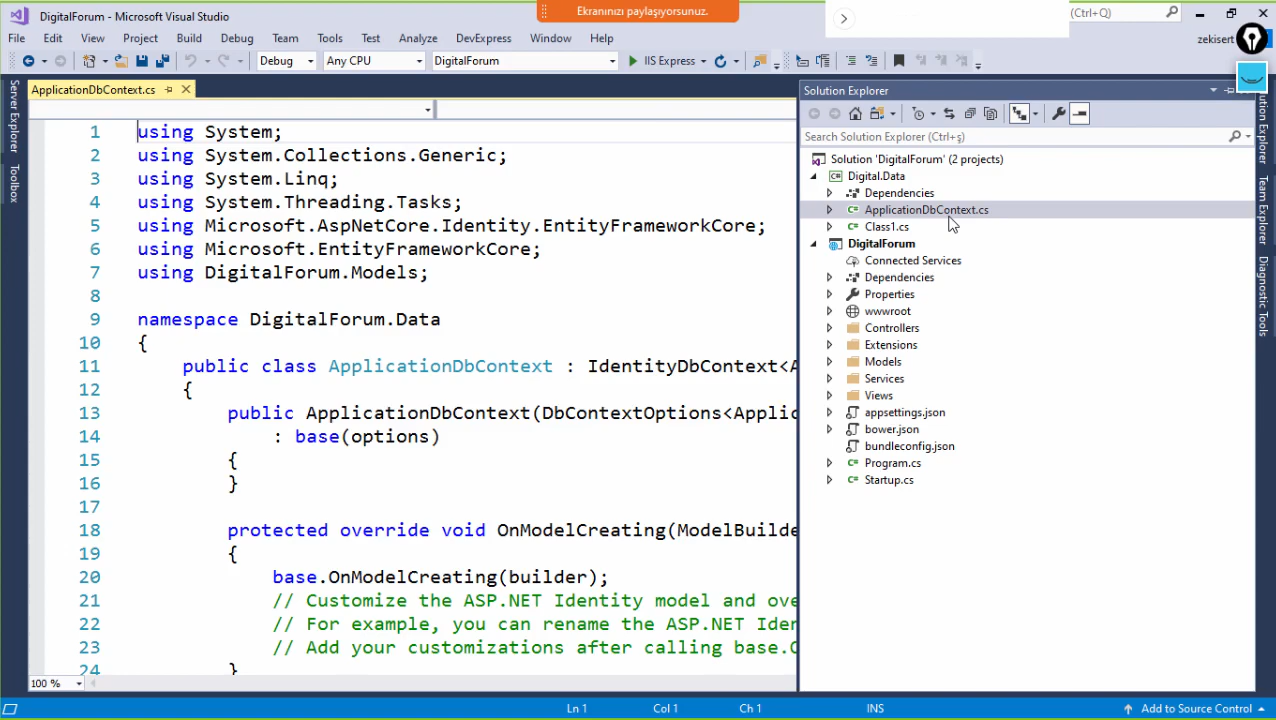 DigitalForum - Microsoft Visual Studio
Ekranınızı paylaşıyorsunuz.
(Ctrl+Q)
File Edit View Project Build Debug Team Tools Test Analyze DevExpress Window Help
zekisert
Debug Any CPU DigitalForum IIS Express
Server Explorer
Toolbox
ApplicationDbContext.cs
1 using System;
2 using System.Collections.Generic;
3 using System.Linq;
4 using System.Threading.Tasks;
5 using Microsoft.AspNetCore.Identity.EntityFrameworkCore;
6 using Microsoft.EntityFrameworkCore;
7 using DigitalForum.Models;
8
9 namespace DigitalForum.Data
10 {
11 public class ApplicationDbContext : IdentityDbContext<A
12 {
13 public ApplicationDbContext(DbContextOptions<Applic
14 : base(options)
15 {
16 }
17
18 protected override void OnModelCreating(ModelBuilde
19 {
20 base.OnModelCreating(builder);
21 // Customize the ASP.NET Identity model and ove
22 // For example, you can rename the ASP.NET Iden
23 // Add your customizations after calling base.O
24 }
100 %
Solution Explorer
Search Solution Explorer (Ctrl+ş)
Solution 'DigitalForum' (2 projects)
Digital.Data
Dependencies
ApplicationDbContext.cs
Class1.cs
DigitalForum
Connected Services
Dependencies
Properties
wwwroot
Controllers
Extensions
Models
Services
Views
appsettings.json
bower.json
bundleconfig.json
Program.cs
Startup.cs
Solution Explorer
Team Explorer
Diagnostic Tools
Ln 1 Col 1 Ch 1 INS Add to Source Control